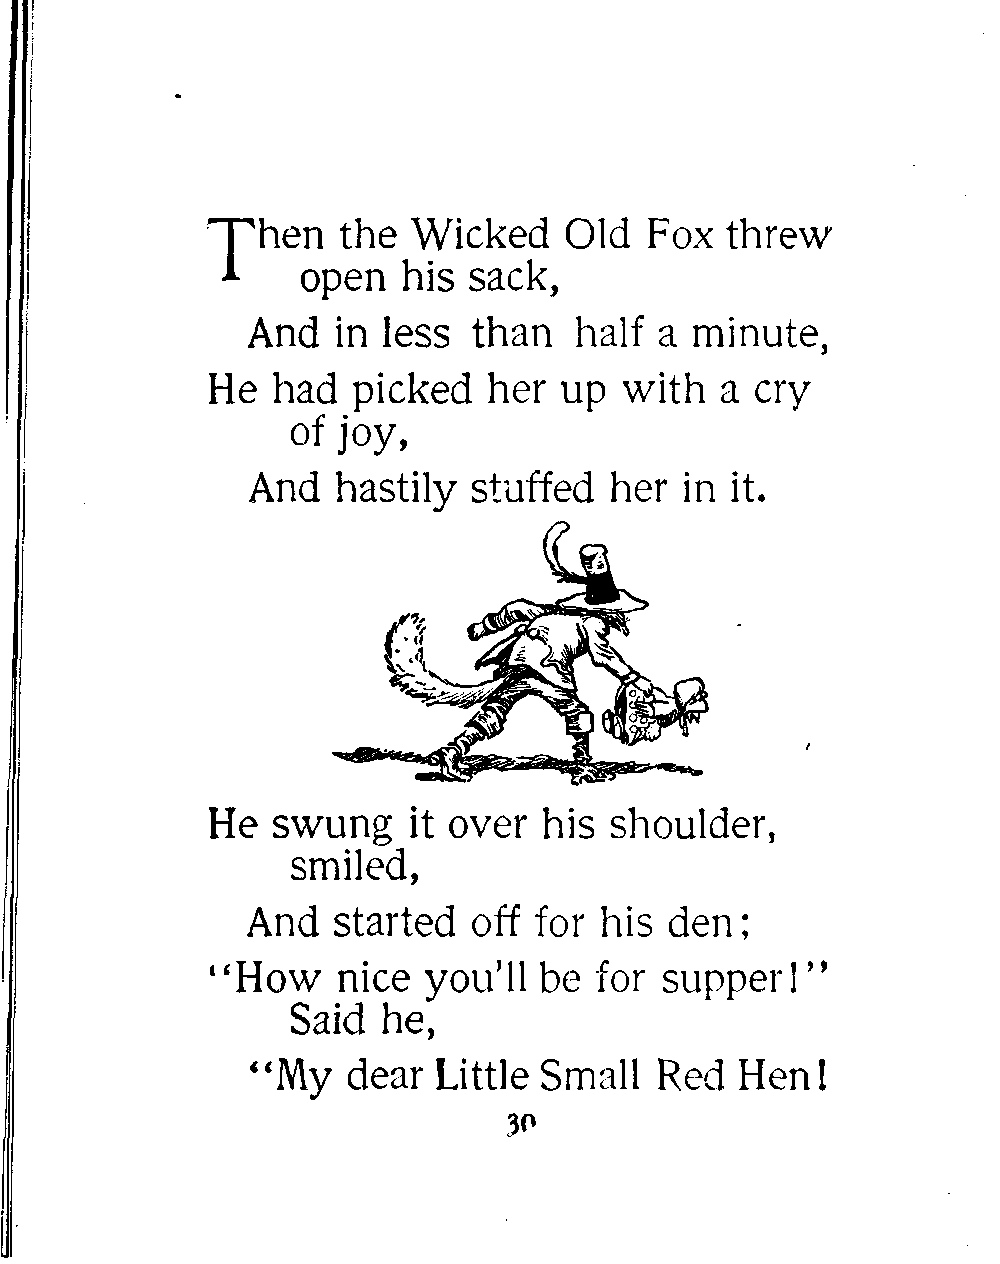 Then the Wicked Old Fox threw
open his sack,
And in less than half a minute,
He had picked her up with a cry
of joy,
And hastily stuffed her in it.
He swung it over his shoulder,
smiled,
And started off for his den;
"How nice you'll be for supper!"
Said he,
"My dear Little Small Red Hen!
30